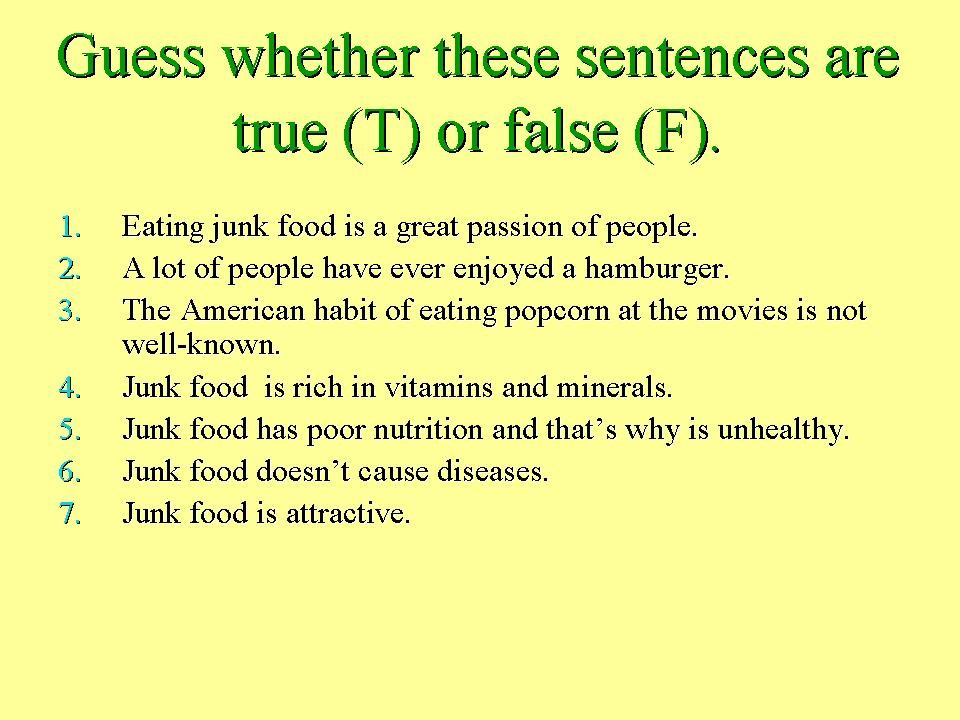 Guess whether these sentences are
true (T) or false (F).
1. Eating junk food is a great passion of people.
2. A lot of people have ever enjoyed a hamburger.
3. The American habit of eating popcorn at the movies is not
well-known.
4. Junk food  is rich in vitamins and minerals.
5. Junk food has poor nutrition and that’s why is unhealthy.
6. Junk food doesn’t cause diseases.
7. Junk food is attractive.